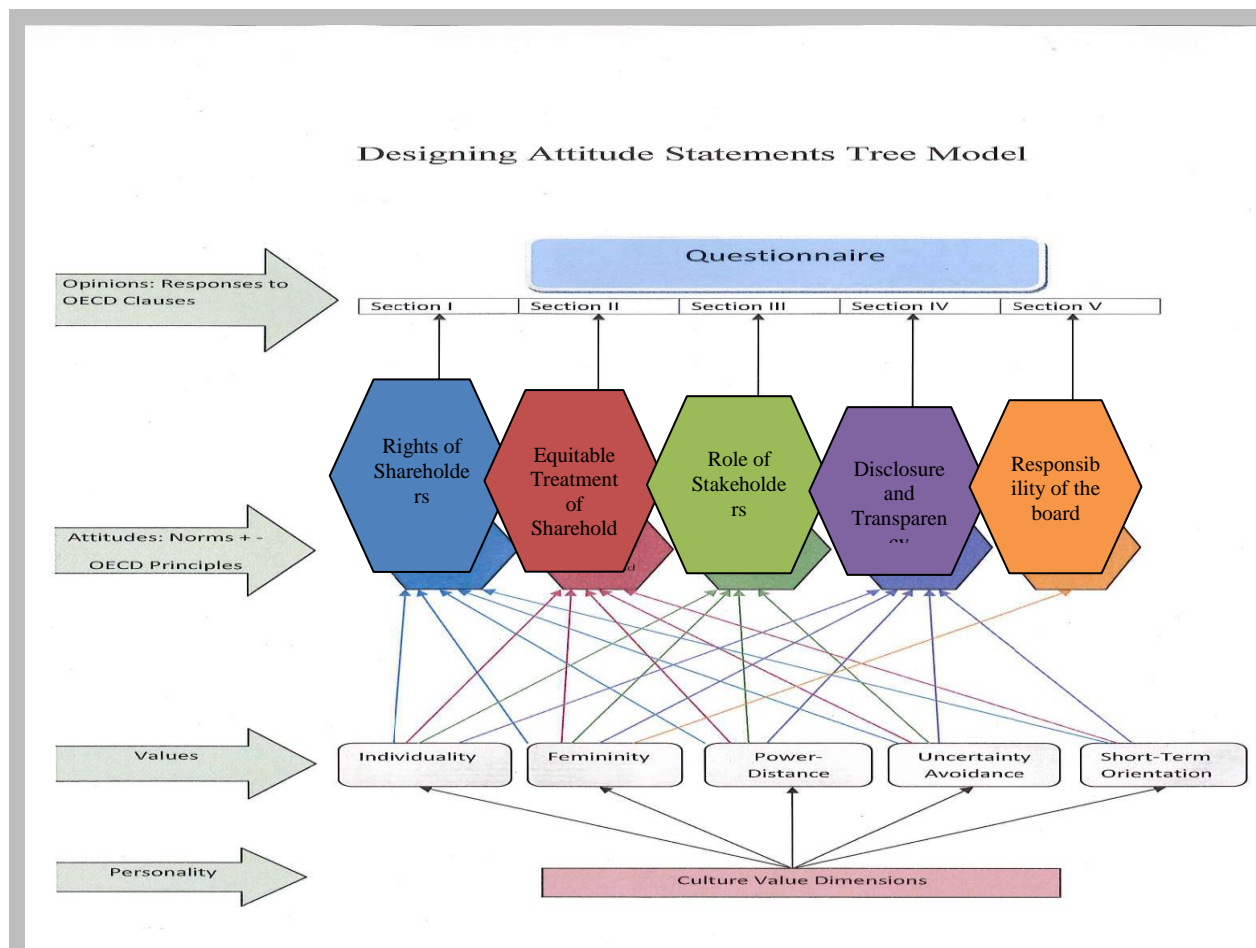 Designing Attitude Statements Tree Model
Questionnaire
Opinions: Responses to
OECD Clauses
Section I
Section II
Section III
Section IV
Section V
Rights of
Shareholde
rs
Equitable
Treatment
of
Sharehold
Role of
Stakeholde
rs
Disclosure
and
Transparen
Responsib
ility of the
board
Attitudes: Norms + -
OECD Principles
Values
Individuality
Femininity
Power-
Distance
Uncertainty
Avoidance
Short-Term
Orientation
Personality
Culture Value Dimensions